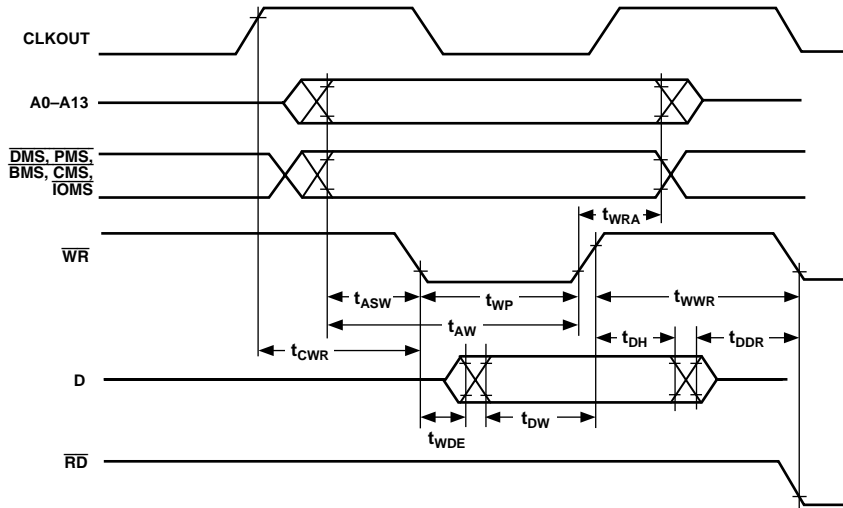 CLKOUT
A0–A13
DMS, PMS,
BMS, CMS,
IOMS
tWRA
WR
tASW
tWP
tWWR
tAW
tCWR
tDH
tDDR
D
tWDE
tDW
RD